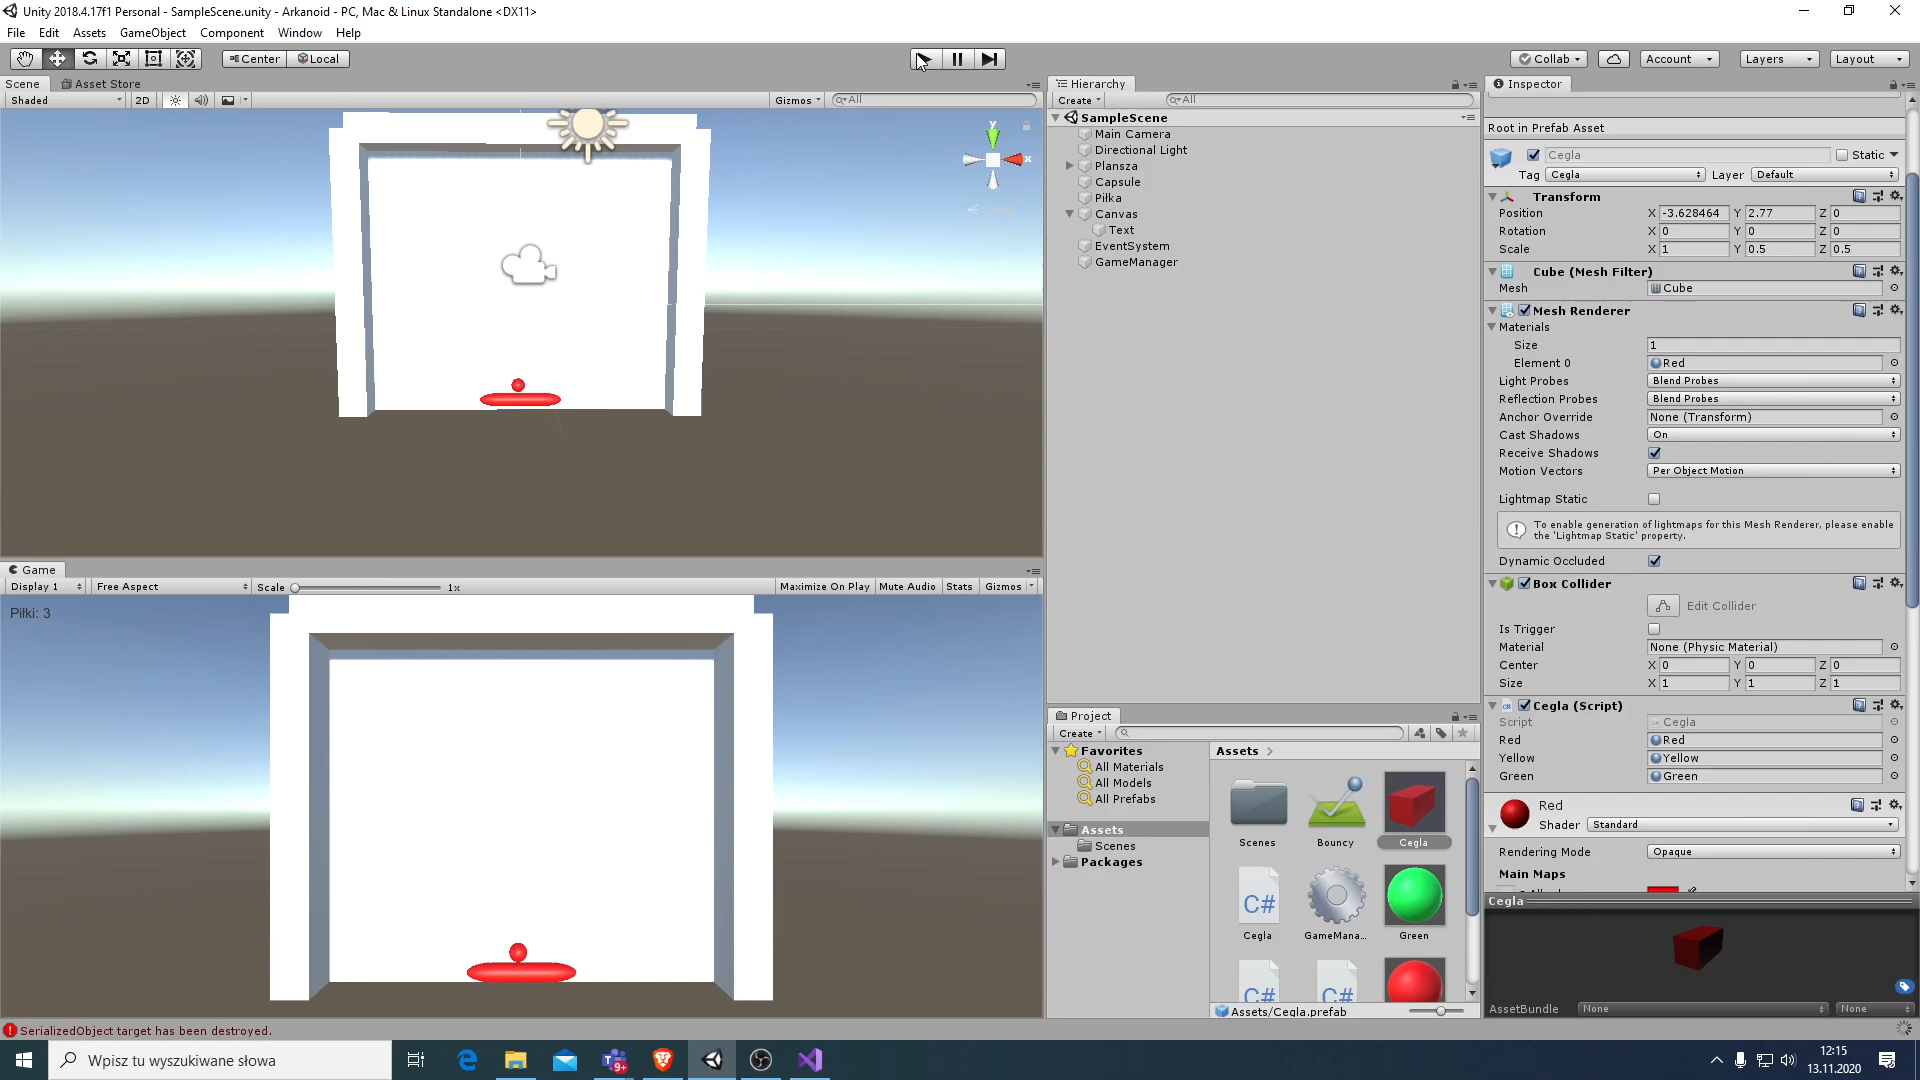 Unity 2018.4.17f1 Personal - SampleScene.unity - Arkanoid - PC, Mac & Linux Standalone <DX11>
File Edit Assets GameObject Component Window Help
Center Local Collab Account Layers Layout
Scene Asset Store
Shaded 2D Gizmos All
y
x
Game
Display 1 Free Aspect Scale 1x Maximize On Play Mute Audio Stats Gizmos
Piłki: 3
Hierarchy
Create All
SampleScene
Main Camera
Directional Light
Plansza
Capsule
Piłka
Canvas
Text
EventSystem
GameManager
Project
Create
Favorites
All Materials
All Models
All Prefabs
Assets
Scenes
Packages
Assets
Scenes Bouncy Cegla
C#
Cegla GameMana... Green
C# C#
Assets/Cegla.prefab
Inspector
Root in Prefab Asset
Cegla Static
Tag Cegla Layer Default
Transform
Position X -3.628464 Y 2.77 Z 0
Rotation X 0 Y 0 Z 0
Scale X 1 Y 0.5 Z 0.5
Cube (Mesh Filter)
Mesh Cube
Mesh Renderer
Materials
Size 1
Element 0 Red
Light Probes Blend Probes
Reflection Probes Blend Probes
Anchor Override None (Transform)
Cast Shadows On
Receive Shadows
Motion Vectors Per Object Motion
Lightmap Static
To enable generation of lightmaps for this Mesh Renderer, please enable
the 'Lightmap Static' property.
Dynamic Occluded
Box Collider
Edit Collider
Is Trigger
Material None (Physic Material)
Center X 0 Y 0 Z 0
Size X 1 Y 1 Z 1
Cegla (Script)
Script Cegla
Red Red
Yellow Yellow
Green Green
Red
Shader Standard
Rendering Mode Opaque
Main Maps
Cegla
AssetBundle None None
SerializedObject target has been destroyed.
Wpisz tu wyszukiwane słowa
9+
12:15
13.11.2020